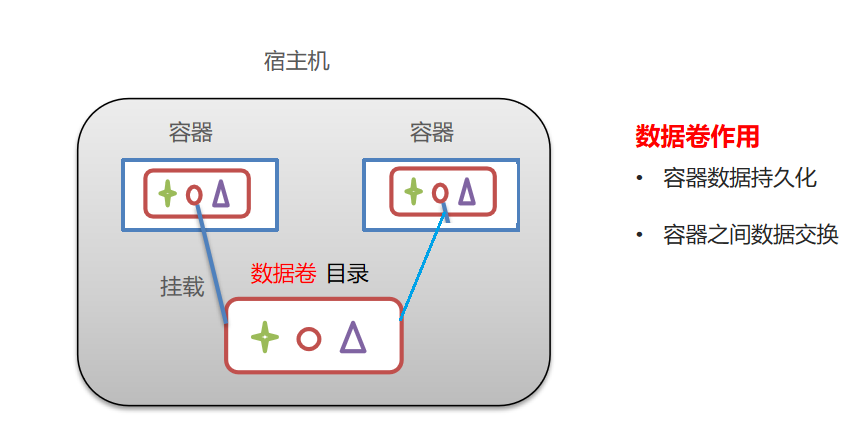 宿主机
容器
容器
数据卷作用
• 容器数据持久化
• 容器之间数据交换
挂载
数据卷 目录